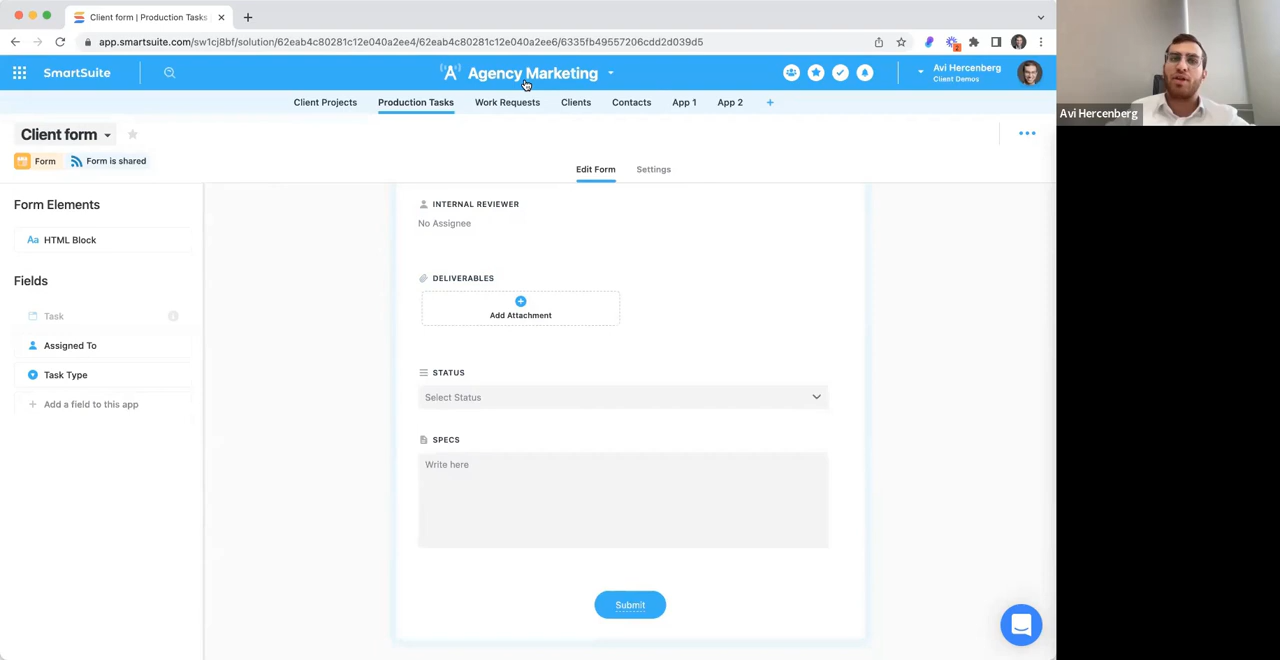 Client form | Production Tasks
app.smartsuite.com/sw1cj8bf/solution/62eab4c80281c12e040a2ee4/62eab4c80281c12e040a2ee6/6335fb49557206cdd2d039d5
SmartSuite
Agency Marketing
Avi Hercenberg
Client Demos
Client Projects
Production Tasks
Work Requests
Clients
Contacts
App 1
App 2
Avi Hercenberg
Client form
Form
Form is shared
Edit Form
Settings
Form Elements
Aa HTML Block
Fields
Task
Assigned To
Task Type
Add a field to this app
INTERNAL REVIEWER
No Assignee
DELIVERABLES
Add Attachment
STATUS
Select Status
SPECS
Write here
Submit